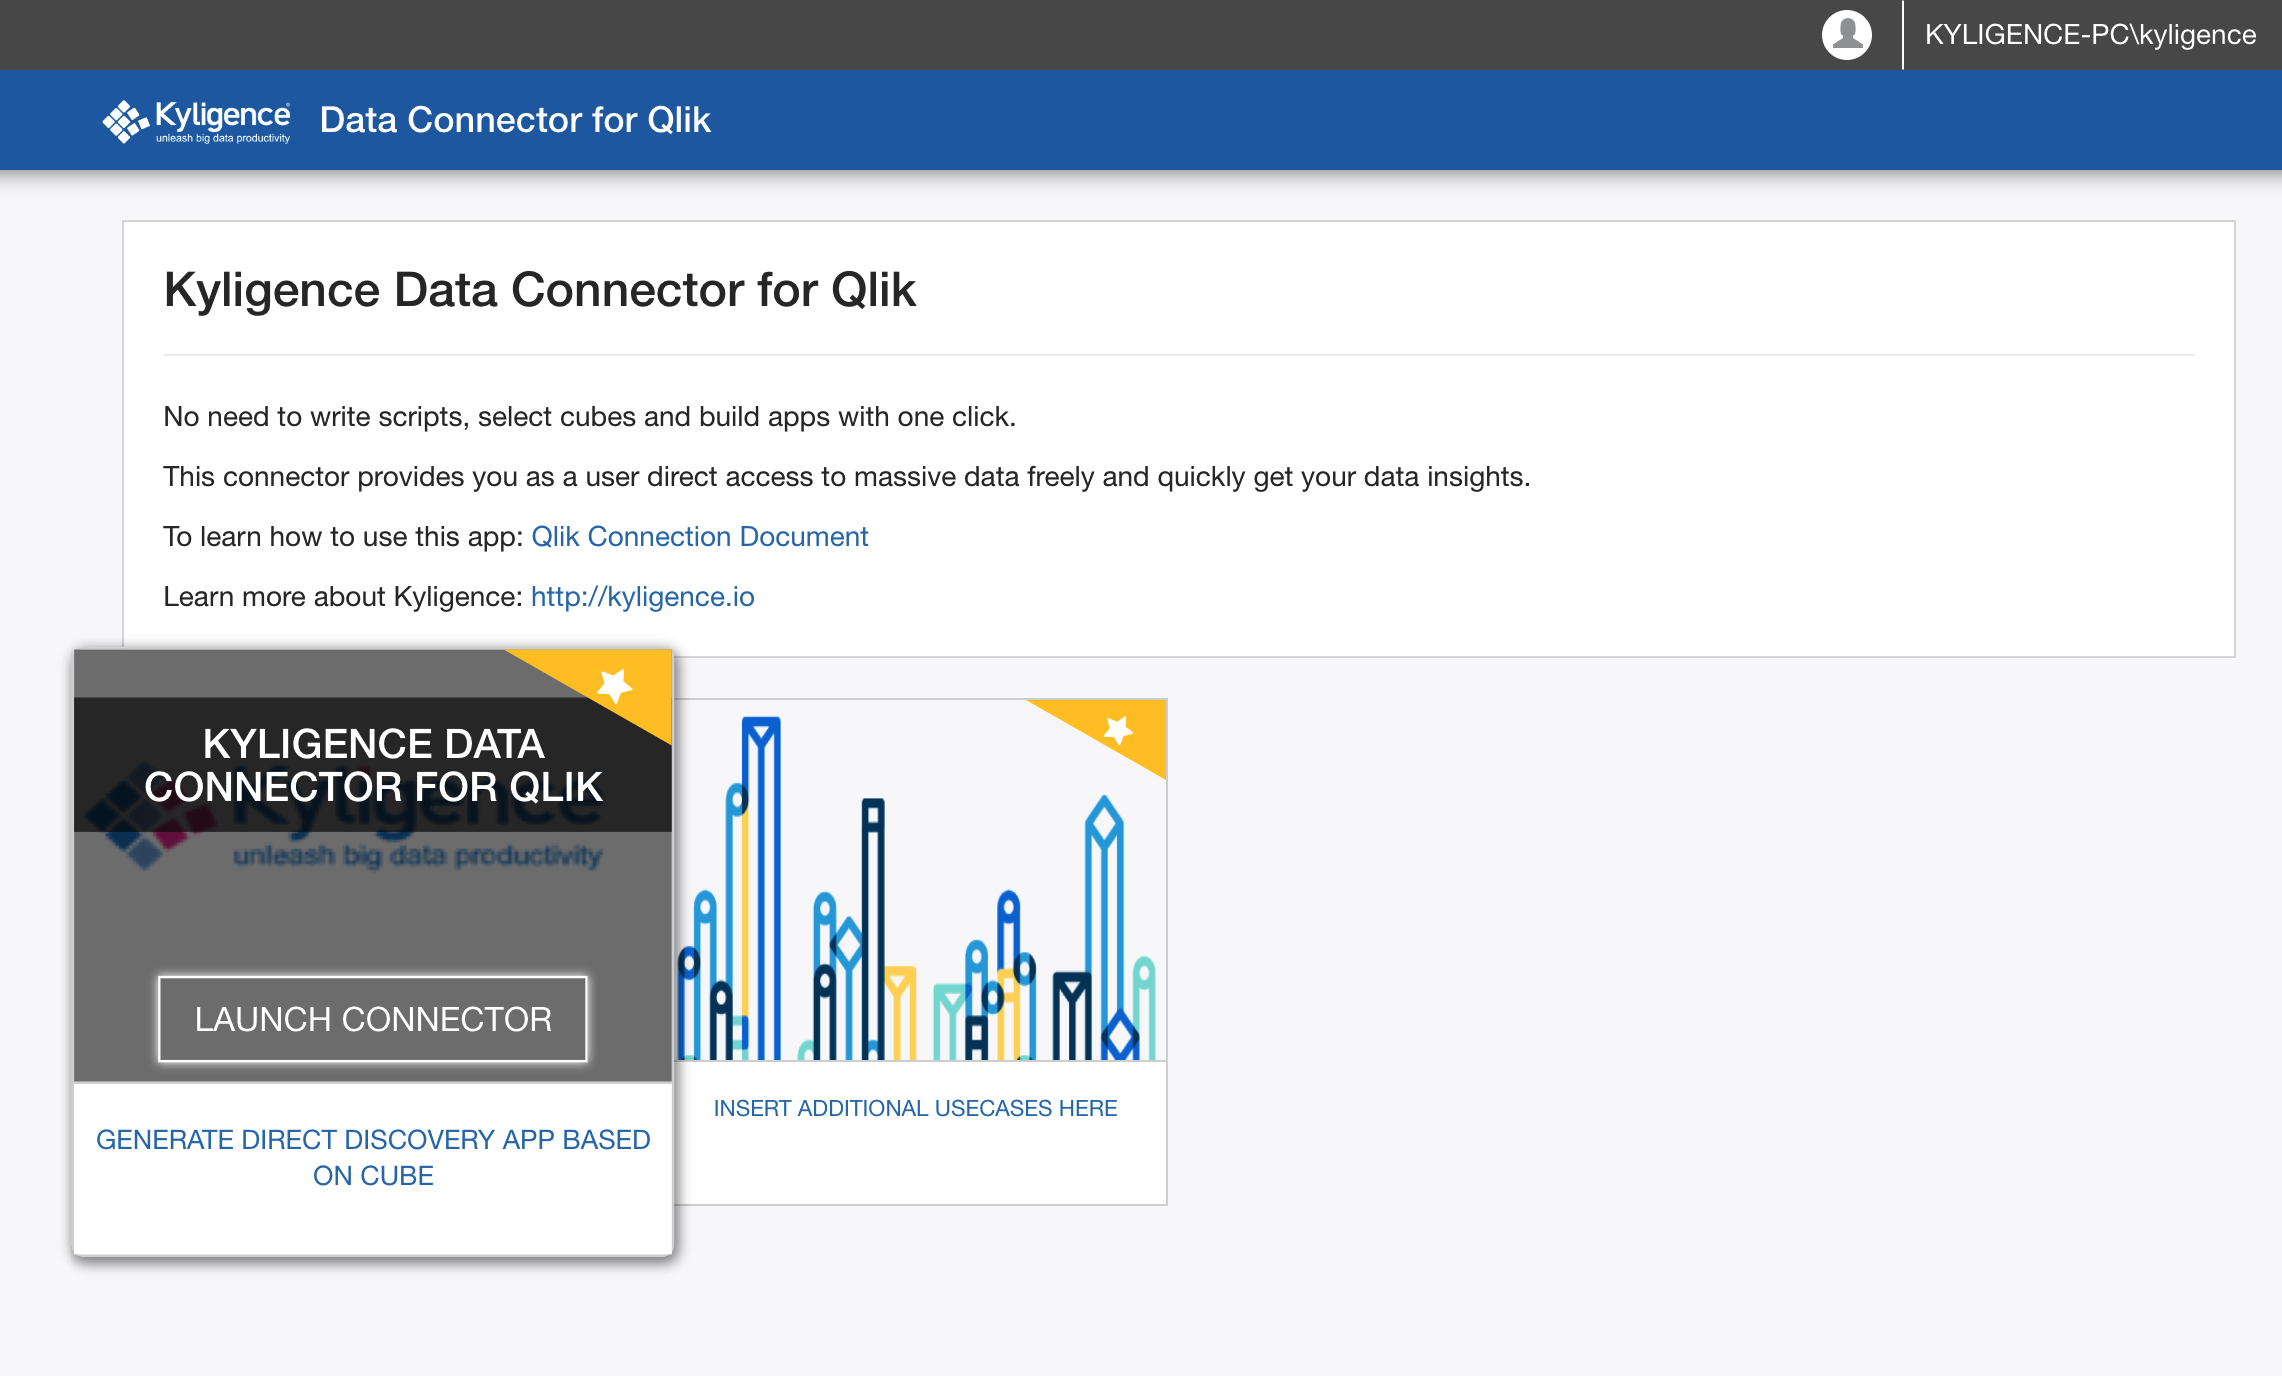 KYLIGENCE-PC\kyligence
Kyligence
unleash big data productivity
Data Connector for Qlik
Kyligence Data Connector for Qlik
No need to write scripts, select cubes and build apps with one click.
This connector provides you as a user direct access to massive data freely and quickly get your data insights.
To learn how to use this app: Qlik Connection Document
Learn more about Kyligence: http://kyligence.io
KYLIGENCE DATA
CONNECTOR FOR QLIK
Kyligence
unleash big data productivity
LAUNCH CONNECTOR
GENERATE DIRECT DISCOVERY APP BASED
ON CUBE
INSERT ADDITIONAL USECASES HERE